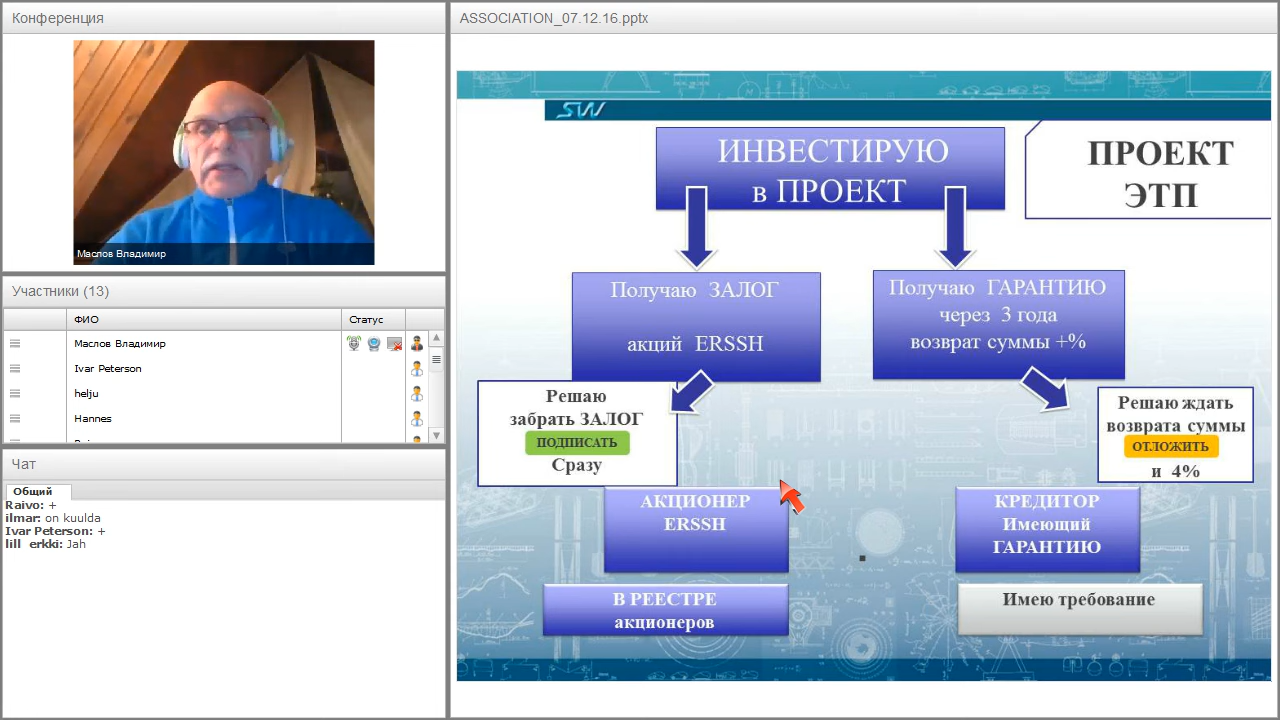 Конференция
Маслов Владимир
Участники (13)
ФИО
Статус
Маслов Владимир
Ivar Peterson
helju
Hannes
Чат
Общий
Raivo: +
ilmar: on kuulda
Ivar Peterson: +
lill_erkki: Jah
ASSOCIATION_07.12.16.pptx
SW
ИНВЕСТИРУЮ
в ПРОЕКТ
ПРОЕКТ
ЭТП
Получаю ЗАЛОГ
акций ERSSH
Получаю ГАРАНТИЮ
через 3 года
возврат суммы +%
Решаю
забрать ЗАЛОГ
ПОДПИСАТЬ
Сразу
Решаю ждать
возврата суммы
ОТЛОЖИТЬ
и 4%
АКЦИОНЕР
ERSSH
КРЕДИТОР
Имеющий
ГАРАНТИЮ
В РЕЕСТРЕ
акционеров
Имею требование